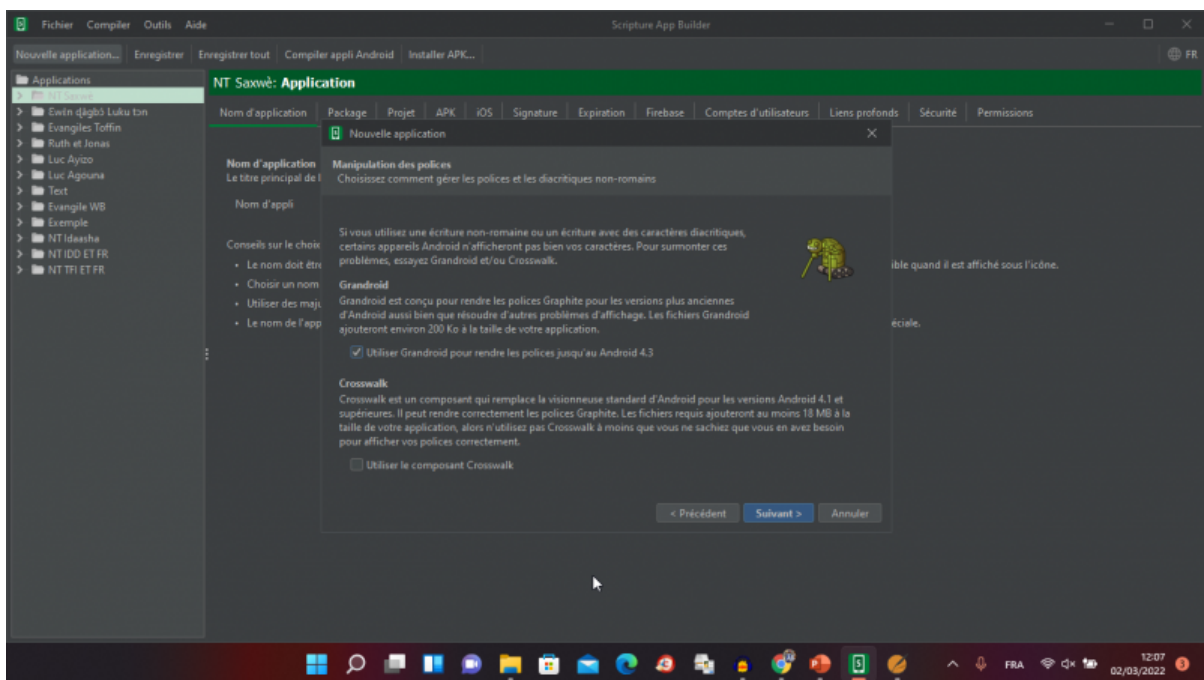 Fichier Compiler Outils Aide
Scripture App Builder
Nouvelle application... Enregistrer Enregistrer tout Compiler appli Android Installer APK...
FR
Applications
NT Saxwe
Ewïn ɖagbó Luku tɔn
Evangiles Toffin
Ruth et Jonas
Luc Ayizo
Luc Agouna
Text
Evangile WB
Exemple
NT Idaasha
NT IDD ET FR
NT TFI ET FR
NT Saxwè: Application
Nom d'application Package Projet APK iOS Signature Expiration Firebase Comptes d'utilisateurs Liens profonds Sécurité Permissions
Nom d'application
Le titre principal de l
Nom d'appli
Conseils sur le choix
• Le nom doit être
ible quand il est affiché sous l'icône.
• Choisir un nom
• Utiliser des maju
• Le nom de l'app
éciale.
Nouvelle application
Manipulation des polices
Choisissez comment gérer les polices et les diacritiques non-romains
Si vous utilisez une écriture non-romaine ou un écriture avec des caractères diacritiques,
certains appareils Android n'afficheront pas bien vos caractères. Pour surmonter ces
problèmes, essayez Grandroid et/ou Crosswalk.
Grandroid
Grandroid est conçu pour rendre les polices Graphite pour les versions plus anciennes
d'Android aussi bien que résoudre d'autres problèmes d'affichage. Les fichiers Grandroid
ajouteront environ 200 Ko à la taille de votre application.
Utiliser Grandroid pour rendre les polices jusqu'au Android 4.3
Crosswalk
Crosswalk est un composant qui remplace la visionneuse standard d'Android pour les versions Android 4.1 et
supérieures. Il peut rendre correctement les polices Graphite. Les fichiers requis ajouteront au moins 18 MB à la
taille de votre application, alors n'utilisez pas Crosswalk à moins que vous ne sachiez que vous en avez besoin
pour afficher vos polices correctement.
Utiliser le composant Crosswalk
< Précédent Suivant > Annuler
FRA
12:07
02/03/2022
3